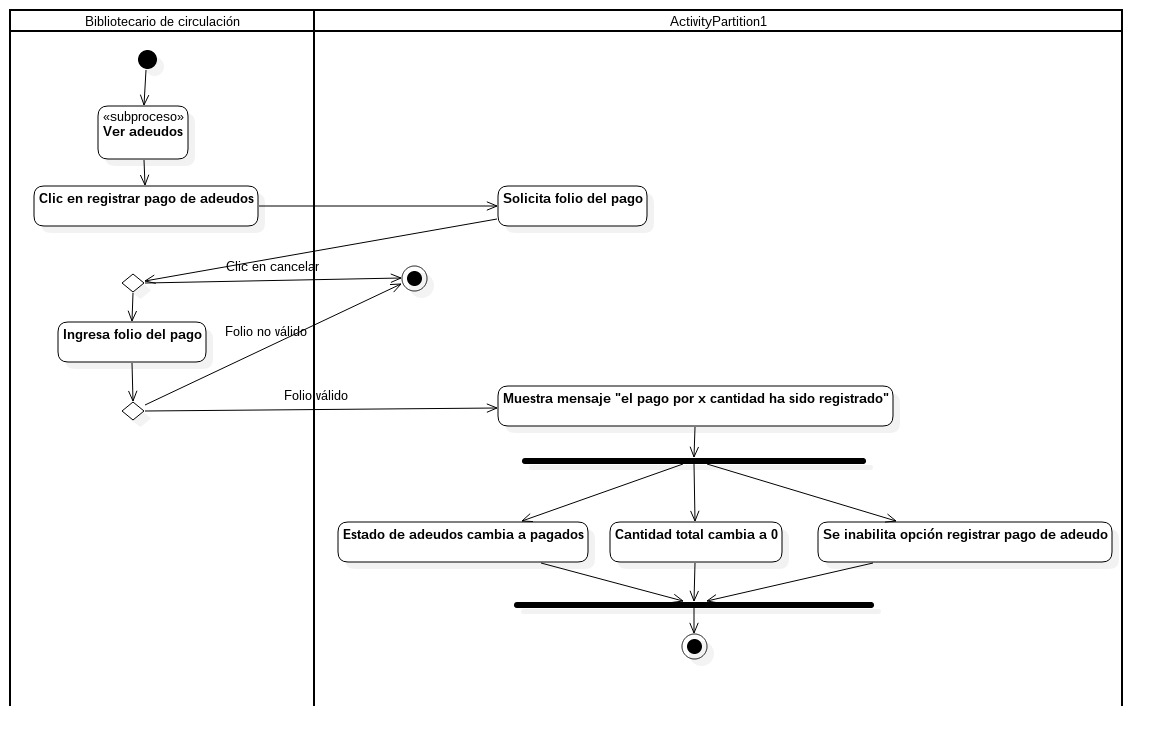 Bibliotecario de circulación
ActivityPartition1
«subproceso»
Ver adeudos
Clic en registrar pago de adeudos
Solicita folio del pago
Clic en cancelar
Ingresa folio del pago
Folio no válido
Folio válido
Muestra mensaje "el pago por x cantidad ha sido registrado"
Estado de adeudos cambia a pagados
Cantidad total cambia a 0
Se inabilita opción registrar pago de adeudo